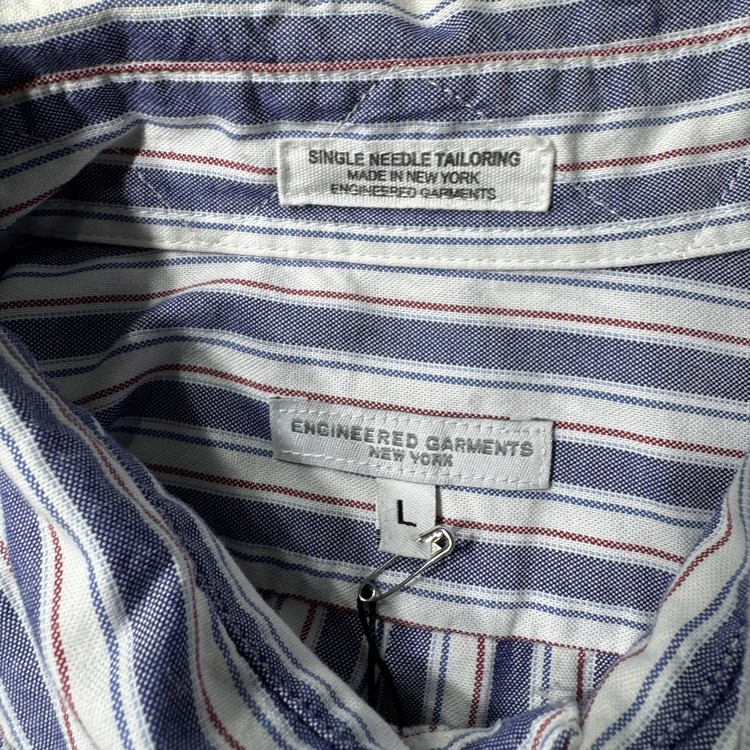 SINGLE NEEDLE TAILORING
MADE IN NEW YORK
ENGINEERED GARMENTS
ENGINEERED GARMENTS
NEW YORK
L